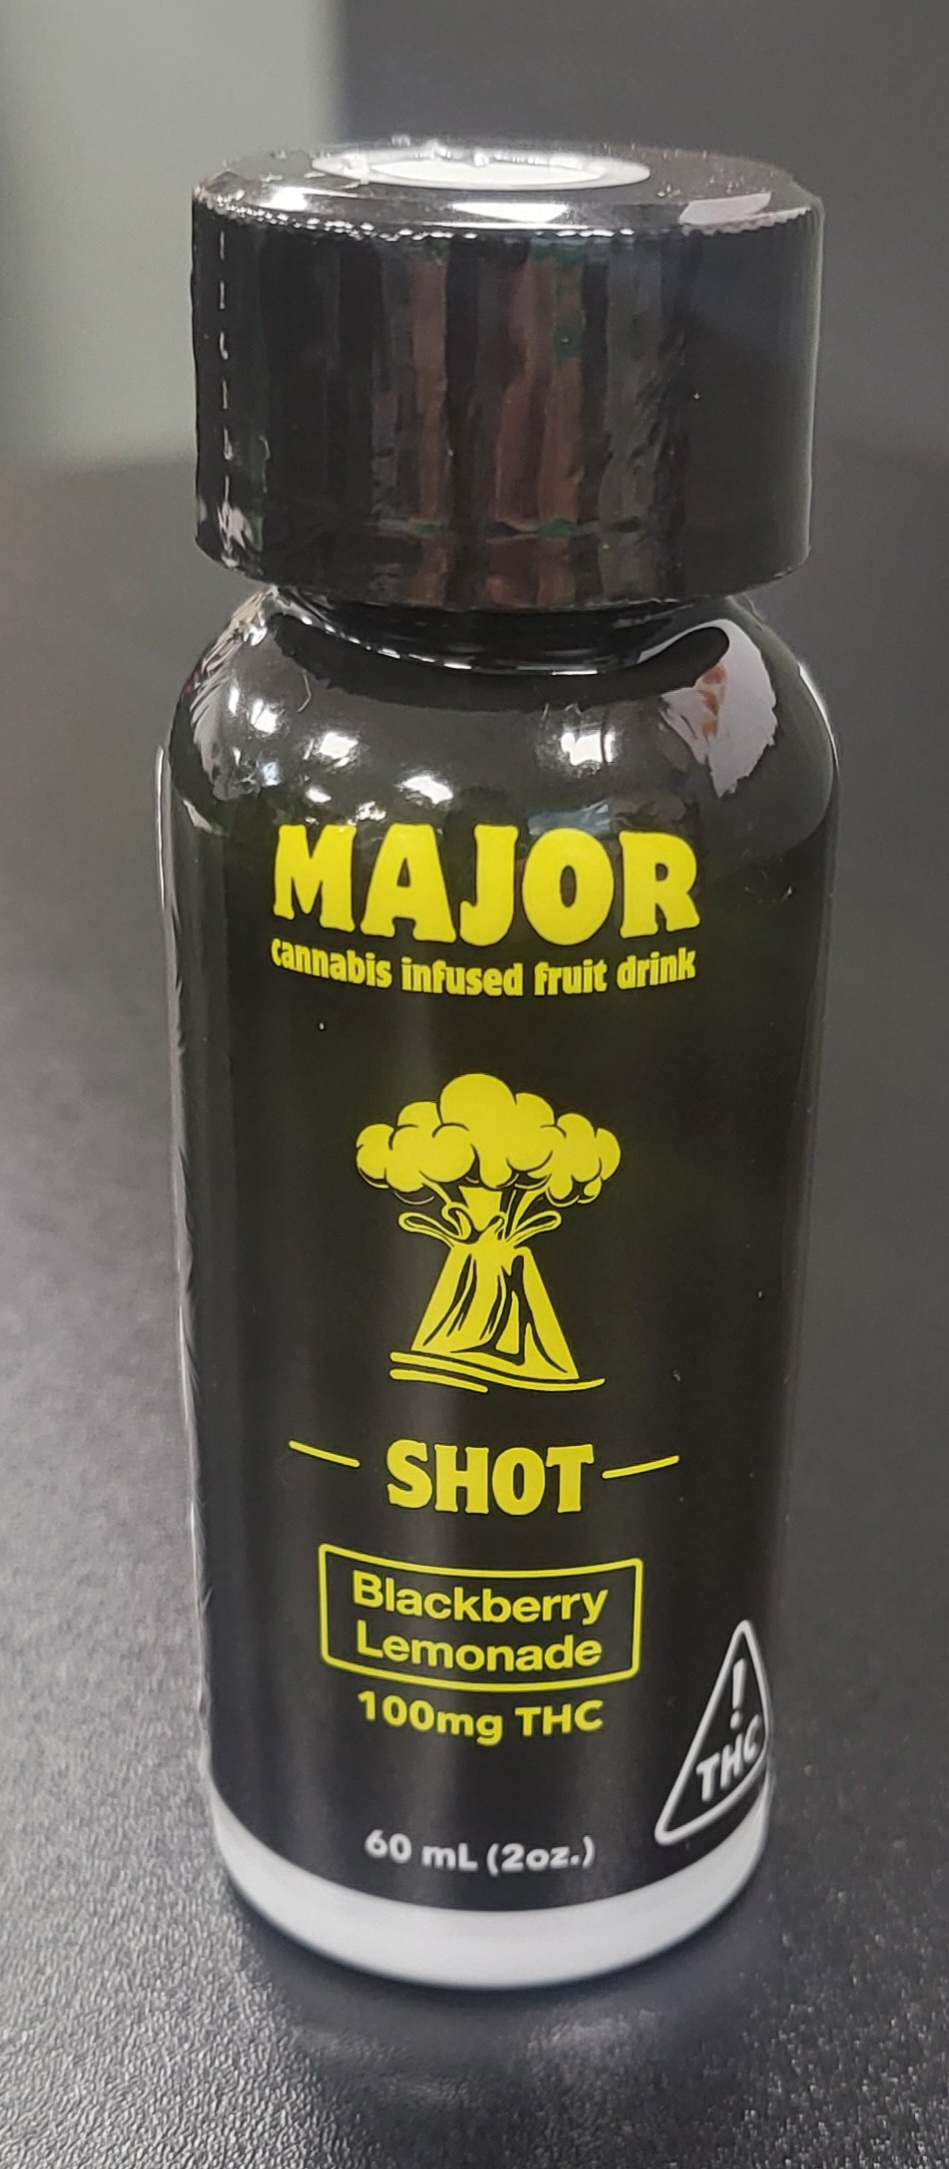 MAJOR
cannabis infused fruit drink
SHOT
Blackberry
Lemonade
100mg THC
!
THC
60 mL (2oz.)